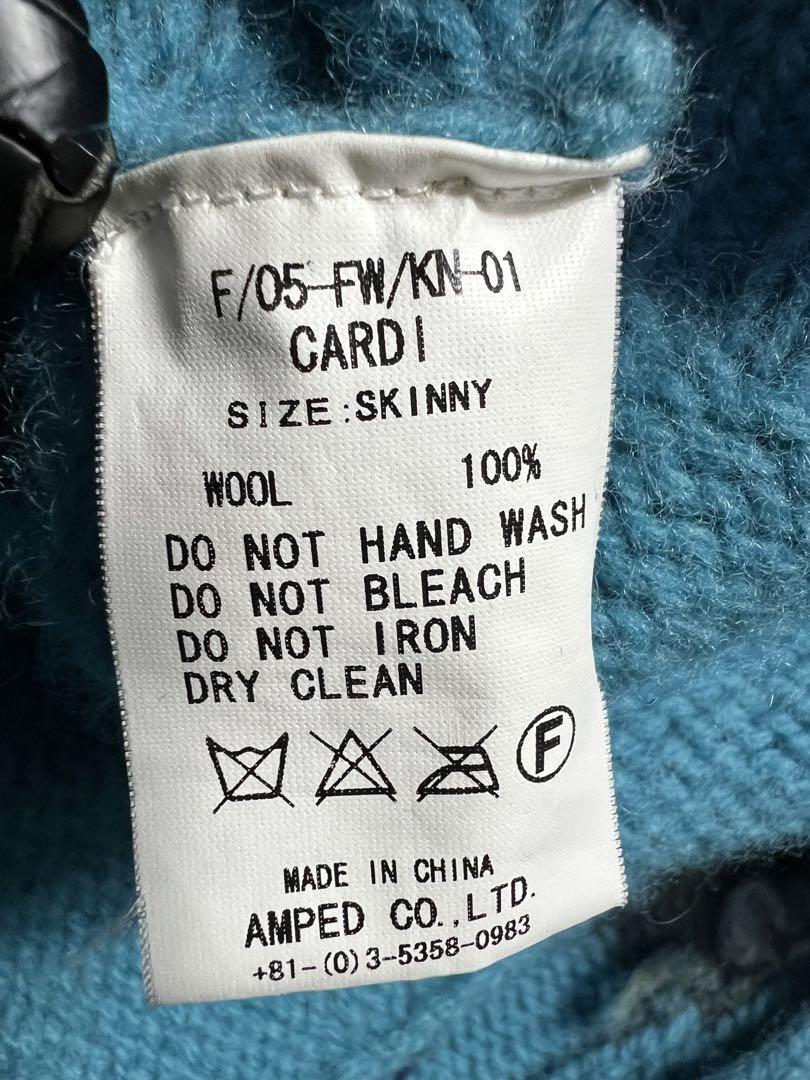 F/05-FW/KN-01
CARDI
SIZE:SKINNY
WOOL 100%
DO NOT HAND WASH
DO NOT BLEACH
DO NOT IRON
DRY CLEAN
F
MADE IN CHINA
AMPED CO.,LTD.
+81-(0)3-5358-0983